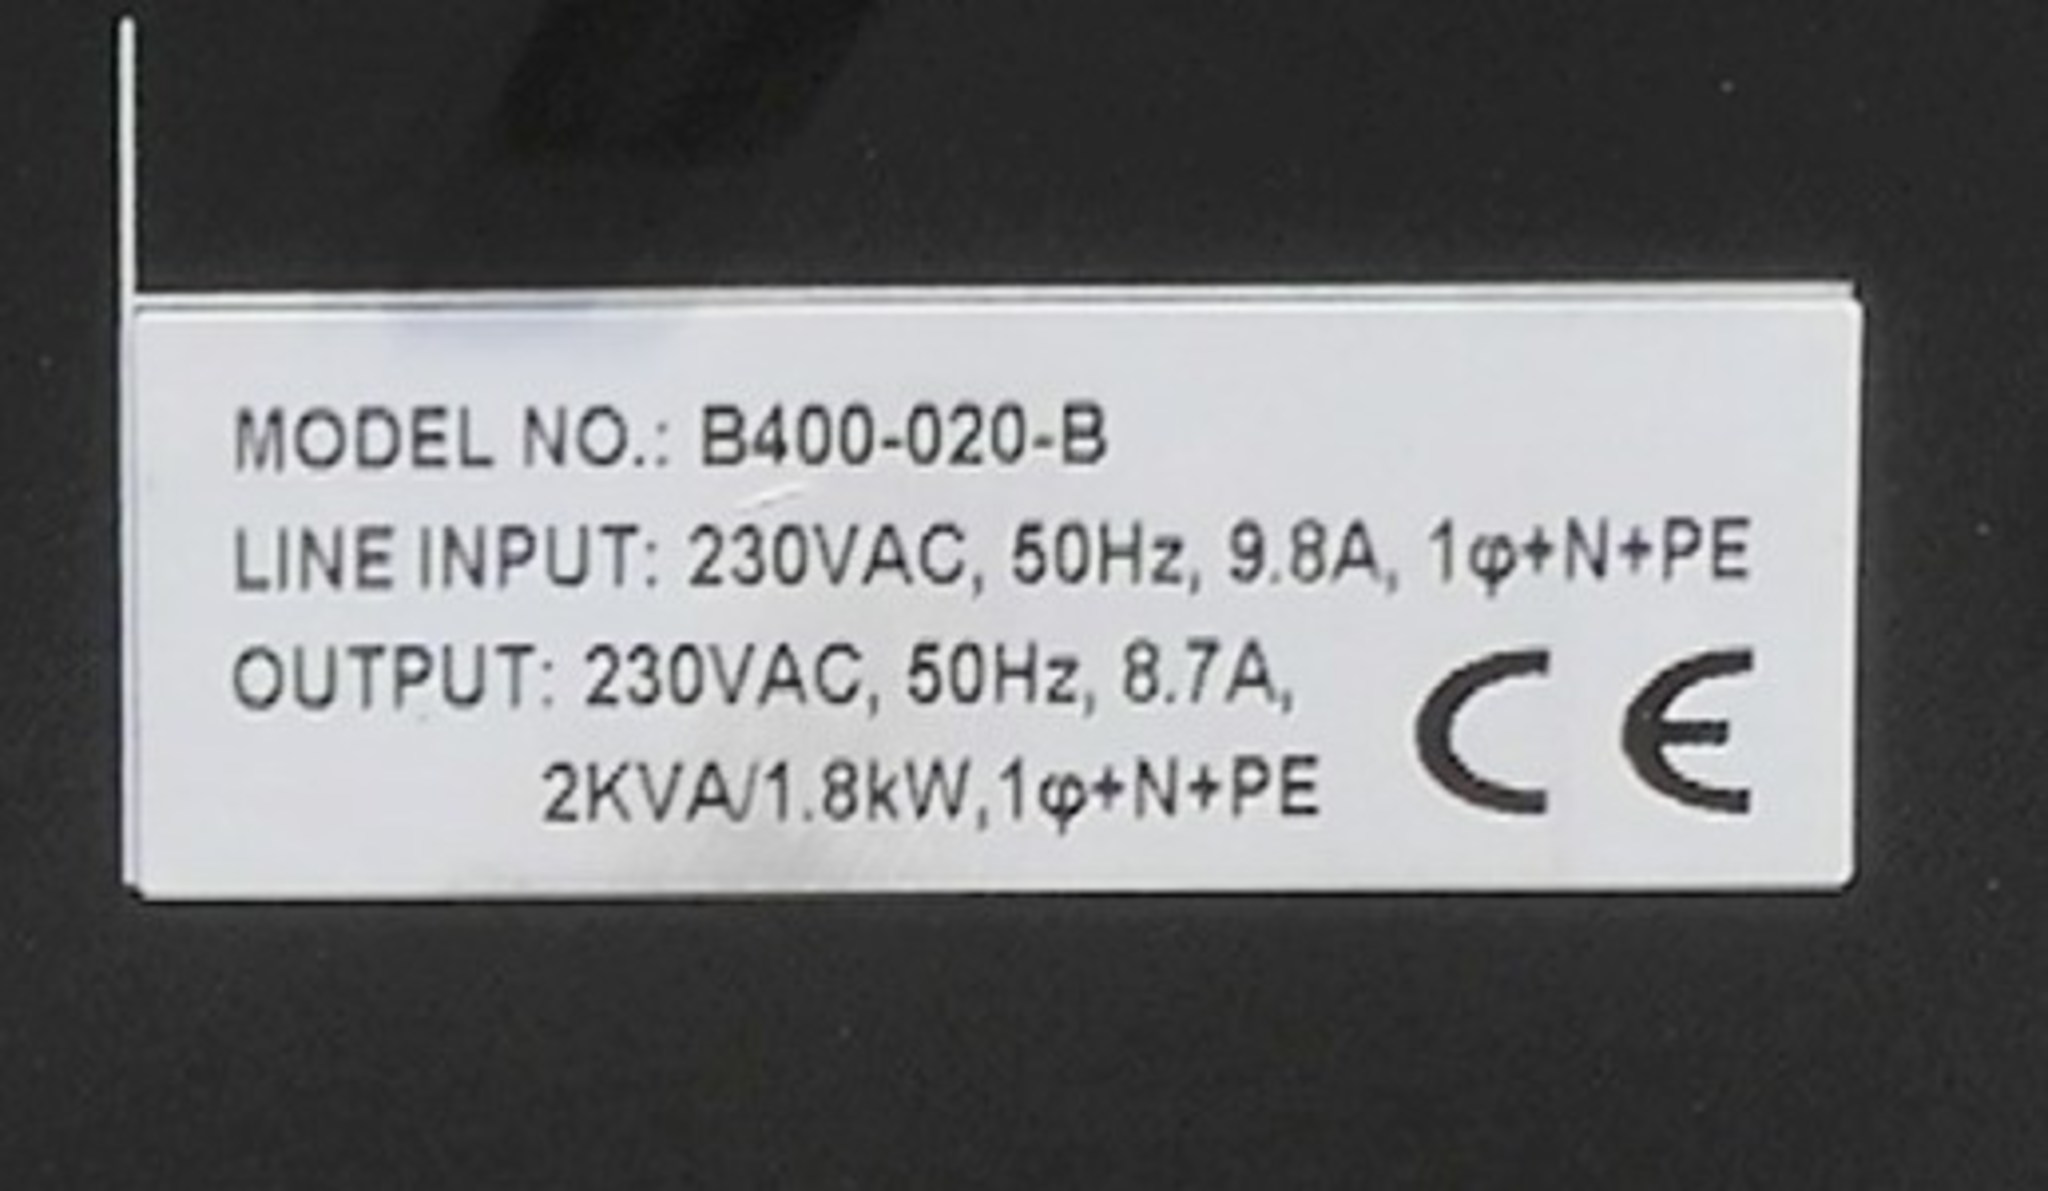 MODEL NO.: B400-020-B
LINE INPUT: 230VAC, 50Hz, 9.8A, 1φ+N+PE
OUTPUT: 230VAC, 50Hz, 8.7A,
2KVA/1.8kW,1φ+N+PE
CE